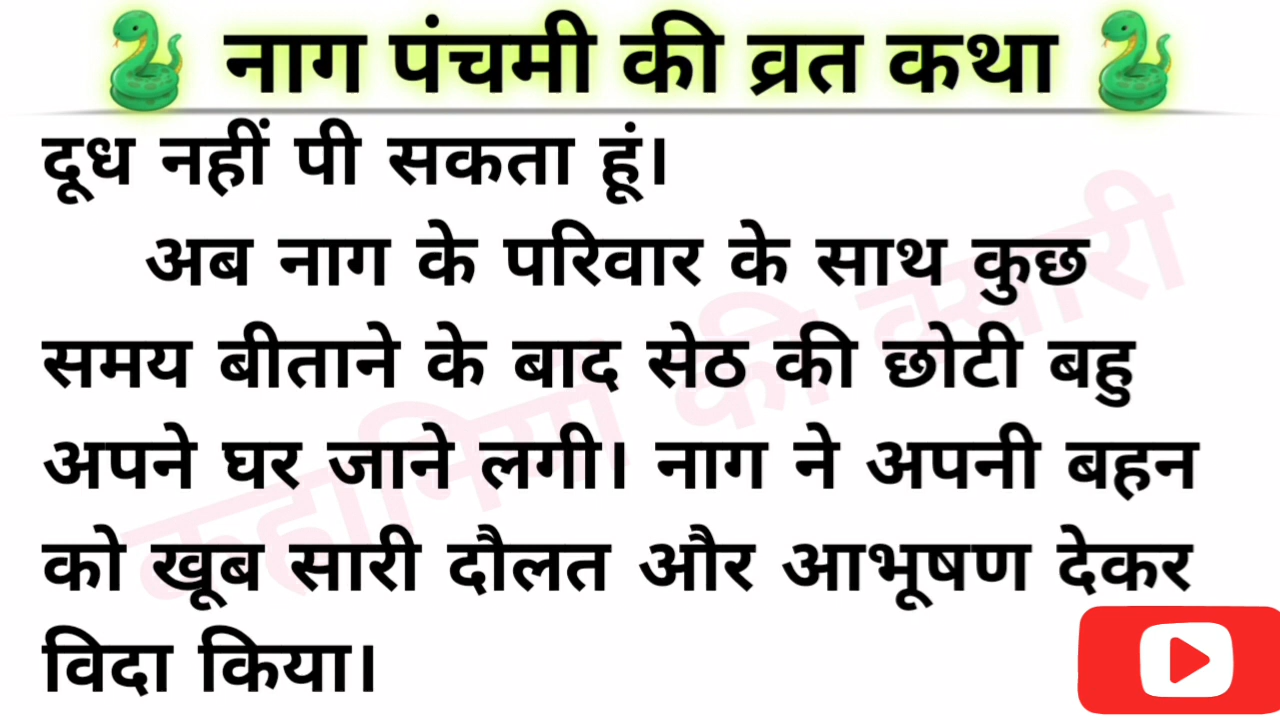 नाग पंचमी की व्रत कथा
दूध नहीं पी सकता हूं।
अब नाग के परिवार के साथ कुछ
समय बीताने के बाद सेठ की छोटी बहु
अपने घर जाने लगी। नाग ने अपनी बहन
को खूब सारी दौलत और आभूषण देकर
विदा किया।